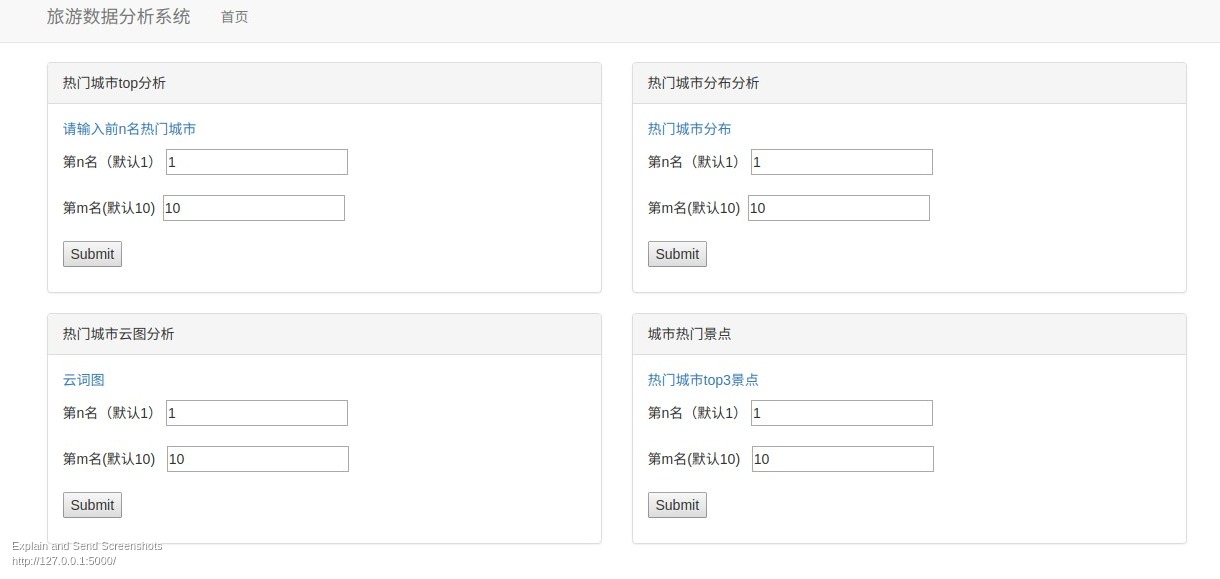 旅游数据分析系统 首页
热门城市top分析
请输入前n名热门城市
第n名（默认1） 1
第m名(默认10) 10
Submit
热门城市分布分析
热门城市分布
第n名（默认1） 1
第m名(默认10) 10
Submit
热门城市云图分析
云词图
第n名（默认1） 1
第m名(默认10) 10
Submit
城市热门景点
热门城市top3景点
第n名（默认1） 1
第m名(默认10) 10
Submit
Explain and Send Screenshots
http://127.0.0.1:5000/